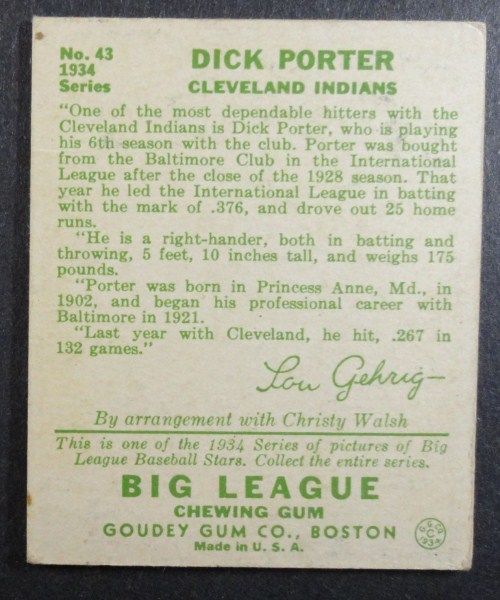 No. 43
1934
Series
DICK PORTER
CLEVELAND INDIANS
"One of the most dependable hitters with the
Cleveland Indians is Dick Porter, who is playing
his 6th season with the club. Porter was bought
from the Baltimore Club in the International
League after the close of the 1928 season. That
year he led the International League in batting
with the mark of .376, and drove out 25 home
runs.
"He is a right-hander, both in batting and
throwing, 5 feet, 10 inches tall, and weighs 175
pounds.
"Porter was born in Princess Anne, Md., in
1902, and began his professional career with
Baltimore in 1921.
"Last year with Cleveland, he hit, .267 in
132 games."
Lou Gehrig
By arrangement with Christy Walsh
This is one of the 1934 Series of pictures of Big
League Baseball Stars. Collect the entire series.
BIG LEAGUE
CHEWING GUM
GOUDEY GUM CO., BOSTON
Made in U. S. A.
G. G. CO.
C
1934